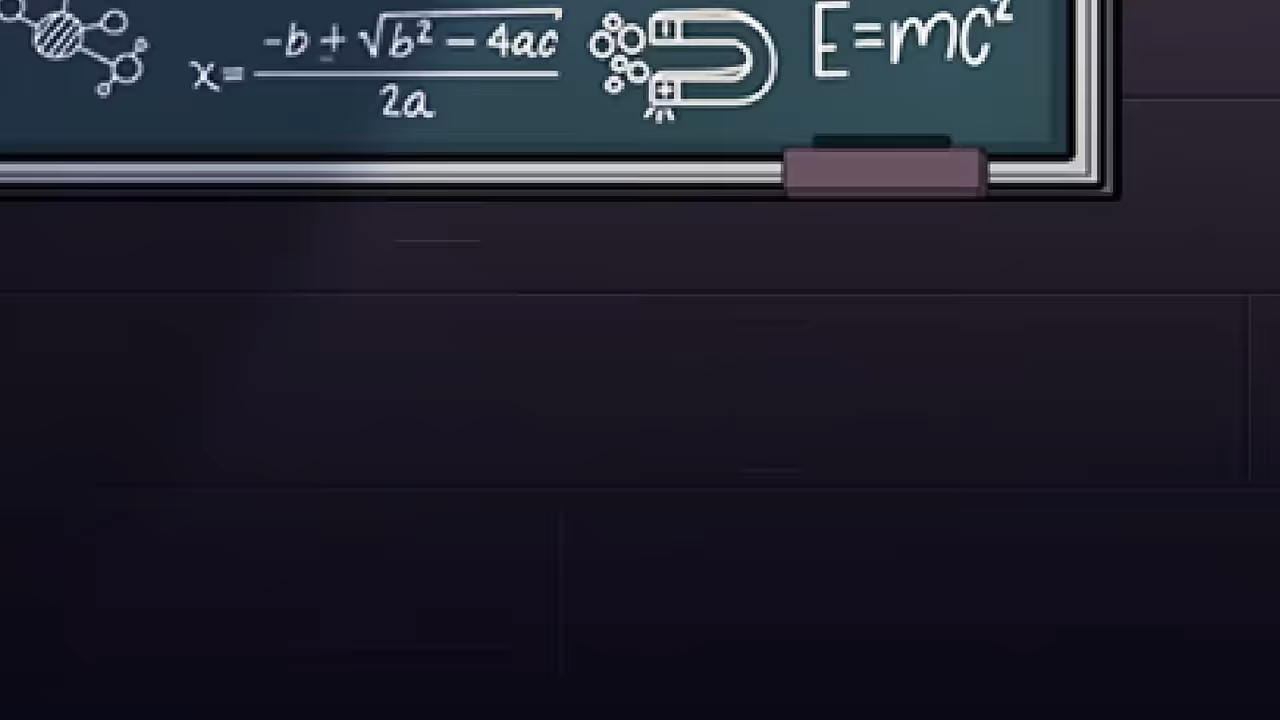 x = -b ± √b² − 4ac / 2a
E=mc²